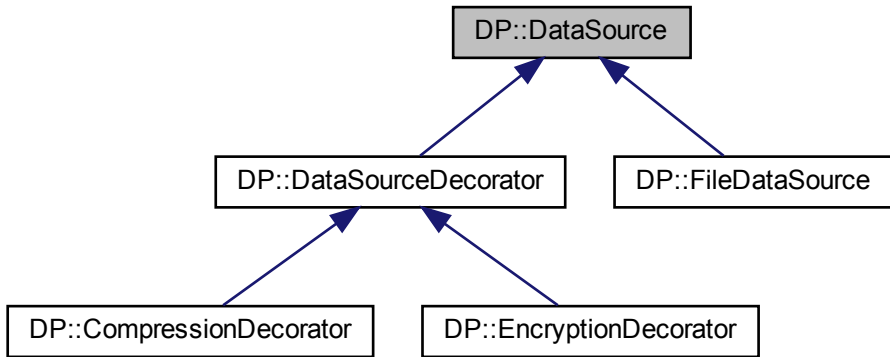 DP::DataSource
DP::DataSourceDecorator
DP::FileDataSource
DP::CompressionDecorator
DP::EncryptionDecorator